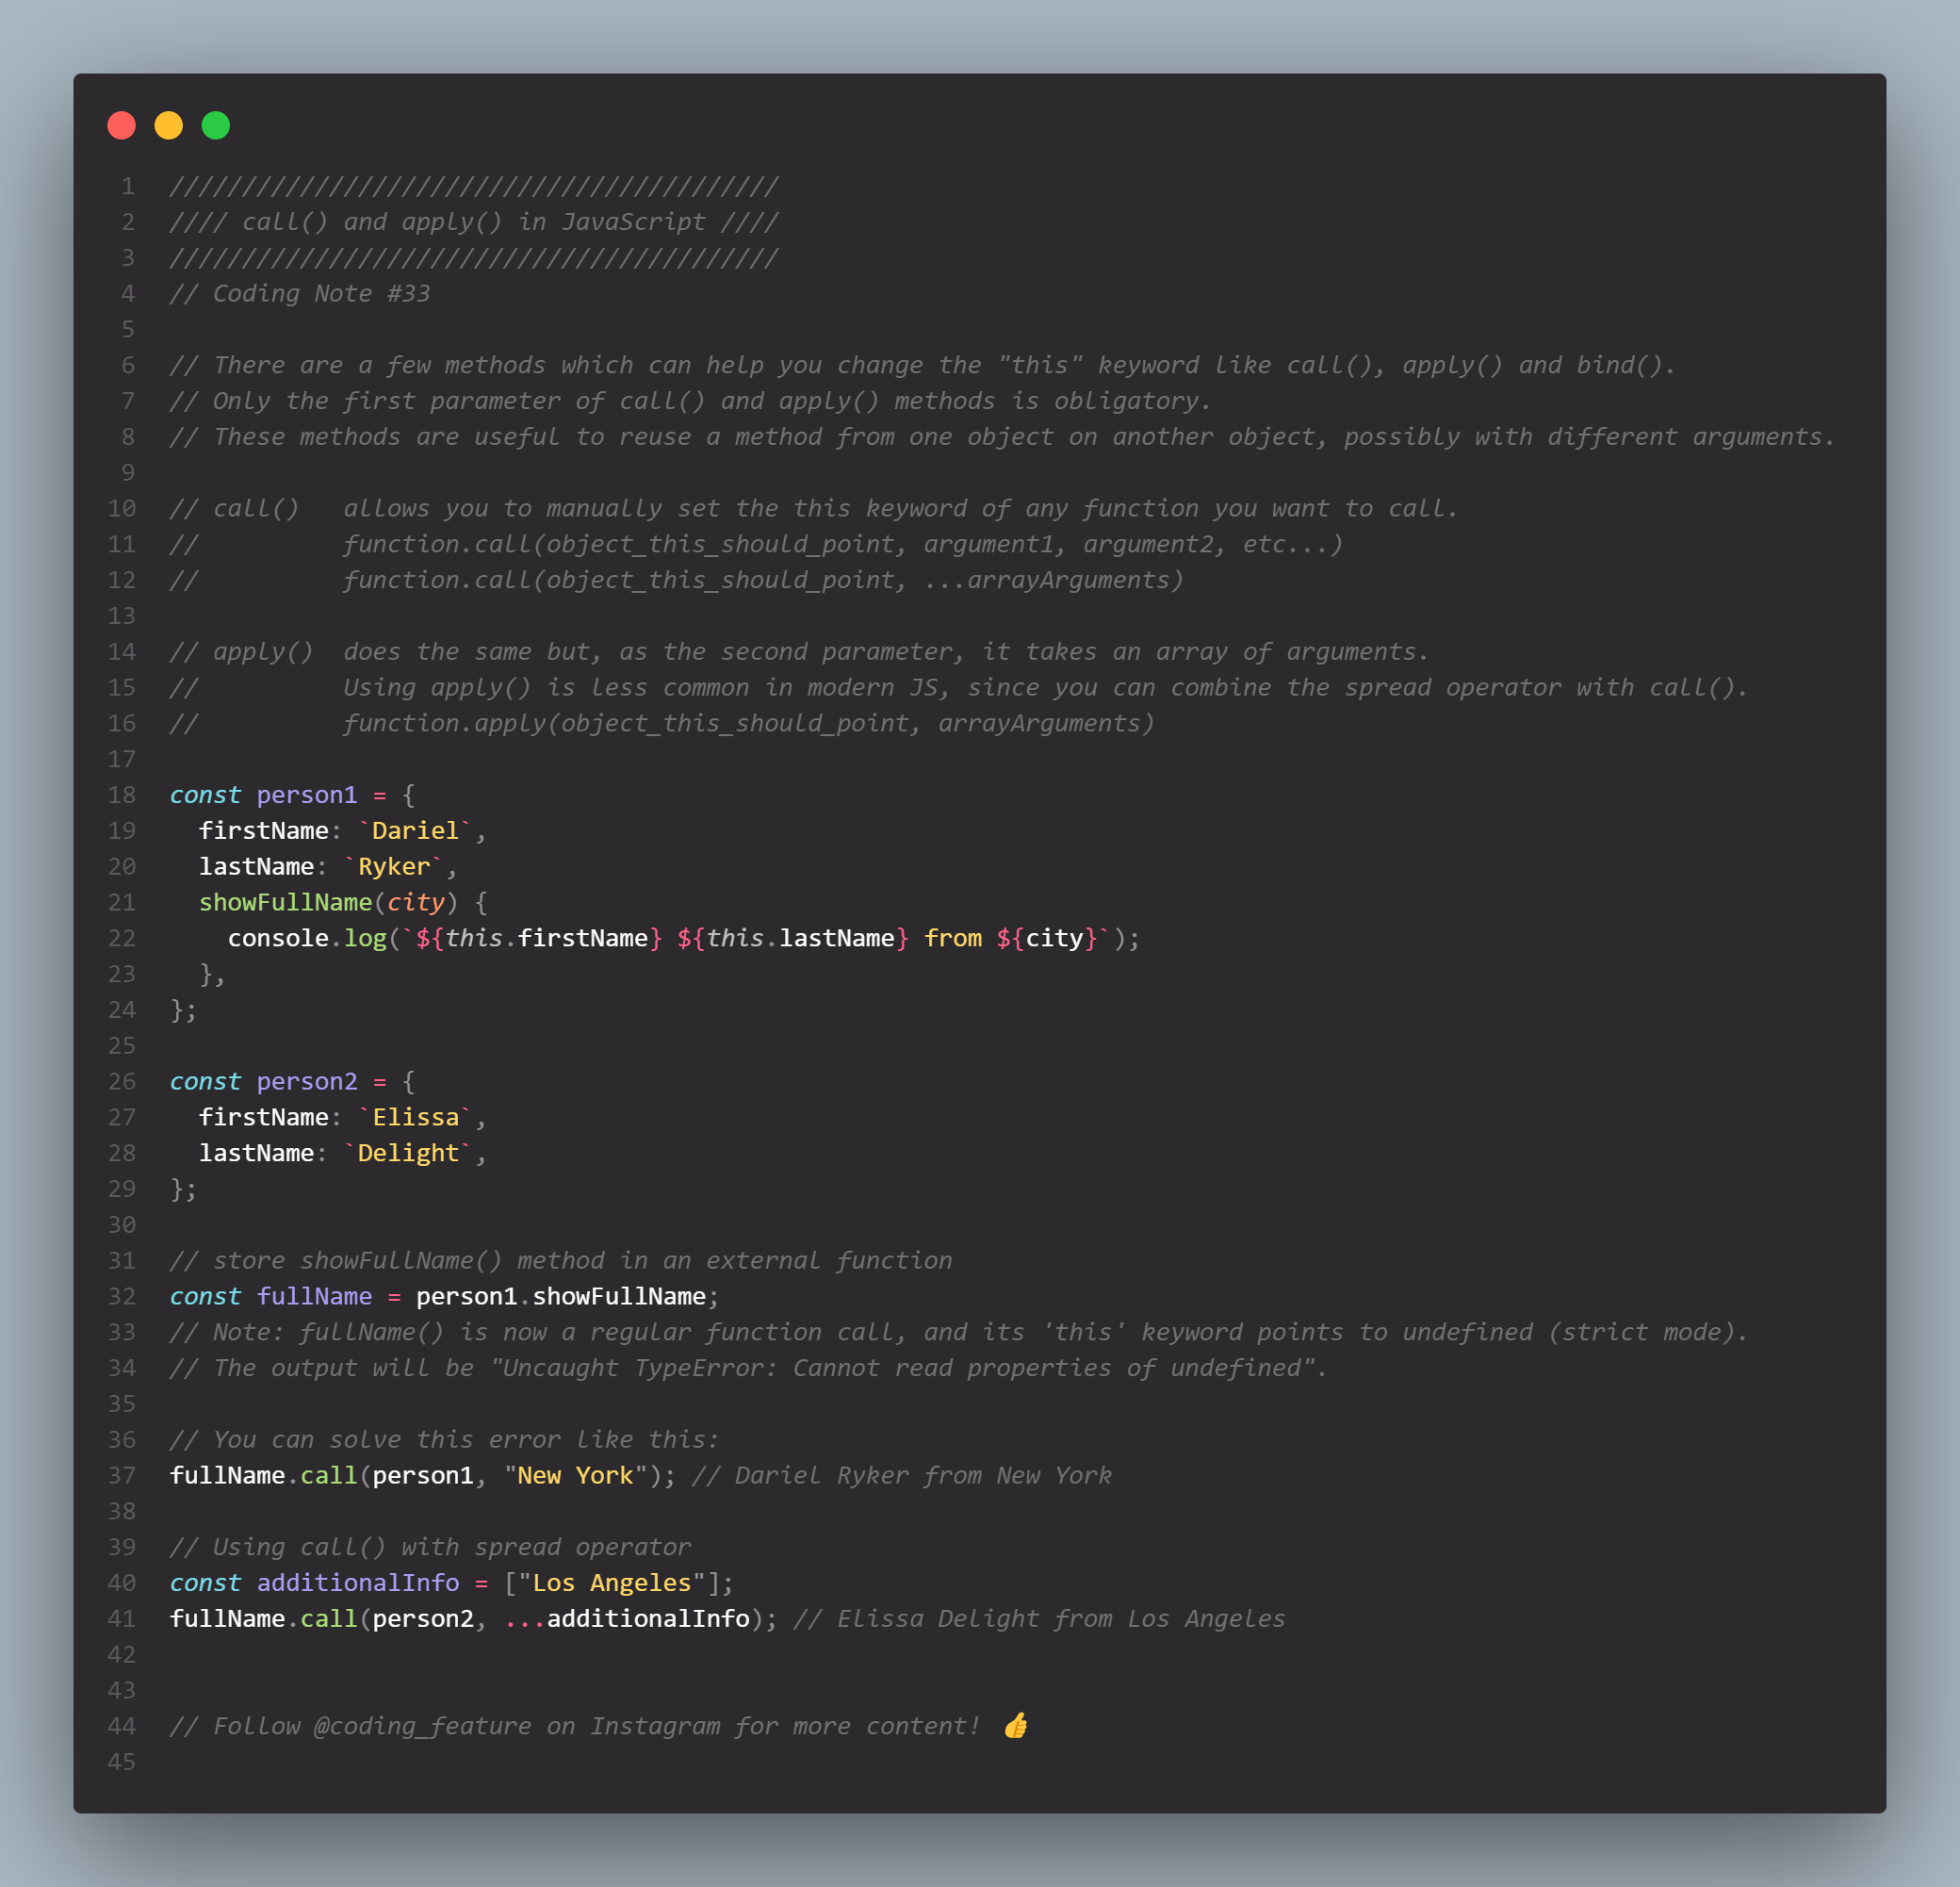 1 //////////////////////////////////////////
2 //// call() and apply() in JavaScript ////
3 //////////////////////////////////////////
4 // Coding Note #33
5
6 // There are a few methods which can help you change the "this" keyword like call(), apply() and bind().
7 // Only the first parameter of call() and apply() methods is obligatory.
8 // These methods are useful to reuse a method from one object on another object, possibly with different arguments.
9
10 // call()   allows you to manually set the this keyword of any function you want to call.
11 //          function.call(object_this_should_point, argument1, argument2, etc...)
12 //          function.call(object_this_should_point, ...arrayArguments)
13
14 // apply()  does the same but, as the second parameter, it takes an array of arguments.
15 //          Using apply() is less common in modern JS, since you can combine the spread operator with call().
16 //          function.apply(object_this_should_point, arrayArguments)
17
18 const person1 = {
19   firstName: `Dariel`,
20   lastName: `Ryker`,
21   showFullName(city) {
22     console.log(`${this.firstName} ${this.lastName} from ${city}`);
23   },
24 };
25
26 const person2 = {
27   firstName: `Elissa`,
28   lastName: `Delight`,
29 };
30
31 // store showFullName() method in an external function
32 const fullName = person1.showFullName;
33 // Note: fullName() is now a regular function call, and its 'this' keyword points to undefined (strict mode).
34 // The output will be "Uncaught TypeError: Cannot read properties of undefined".
35
36 // You can solve this error like this:
37 fullName.call(person1, "New York"); // Dariel Ryker from New York
38
39 // Using call() with spread operator
40 const additionalInfo = ["Los Angeles"];
41 fullName.call(person2, ...additionalInfo); // Elissa Delight from Los Angeles
42
43
44 // Follow @coding_feature on Instagram for more content! 👍
45